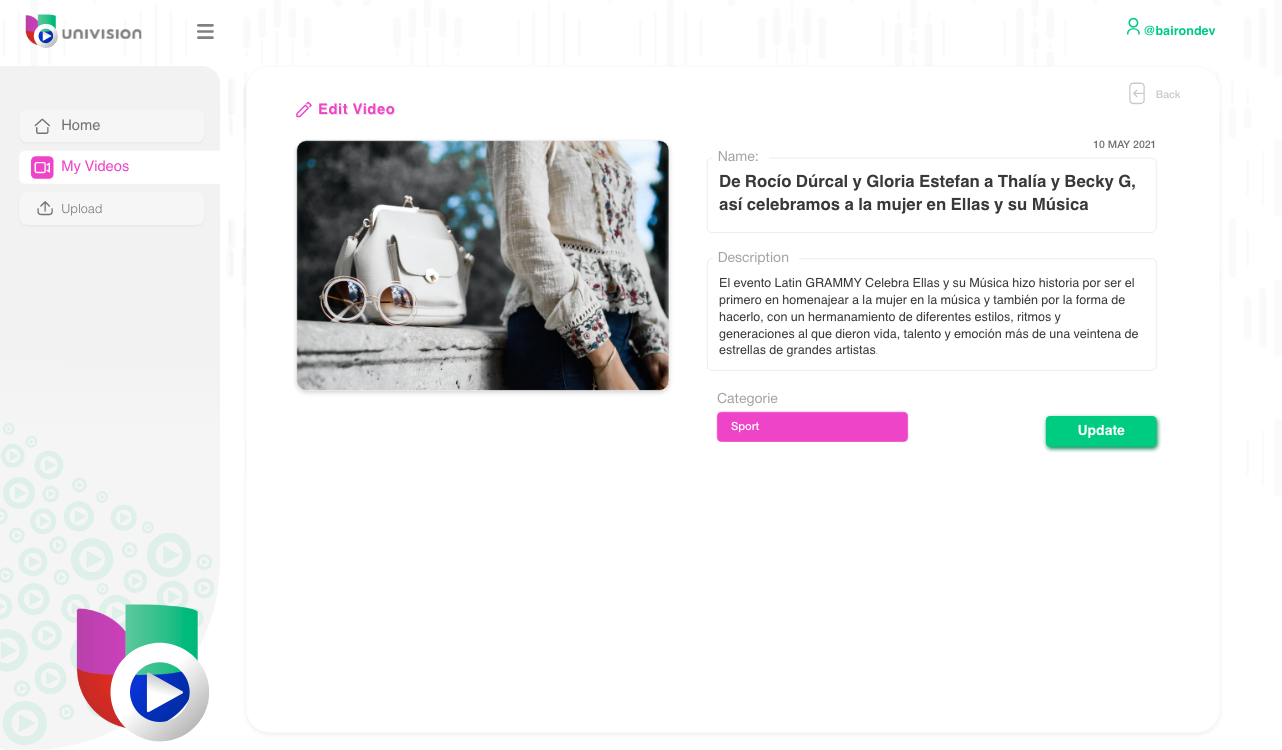 UNIVISION
@bairondev
Home
My Videos
Upload
Edit Video
Back
10 MAY 2021
Name:
De Rocío Dúrcal y Gloria Estefan a Thalía y Becky G,
así celebramos a la mujer en Ellas y su Música
Description
El evento Latin GRAMMY Celebra Ellas y su Música hizo historia por ser el
primero en homenajear a la mujer en la música y también por la forma de
hacerlo, con un hermanamiento de diferentes estilos, ritmos y
generaciones al que dieron vida, talento y emoción más de una veintena de
estrellas de grandes artistas
Categorie
Sport
Update